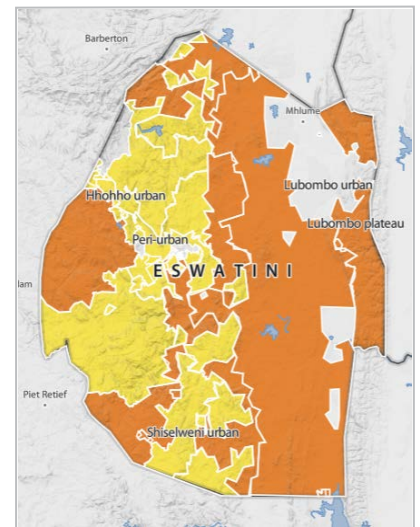 Barberton
Mhlume
Lubombo urban
Hhohho urban
Lubombo plateau
Peri-urban
ESWATINI
lam
Piet Retief
Shiselweni urban